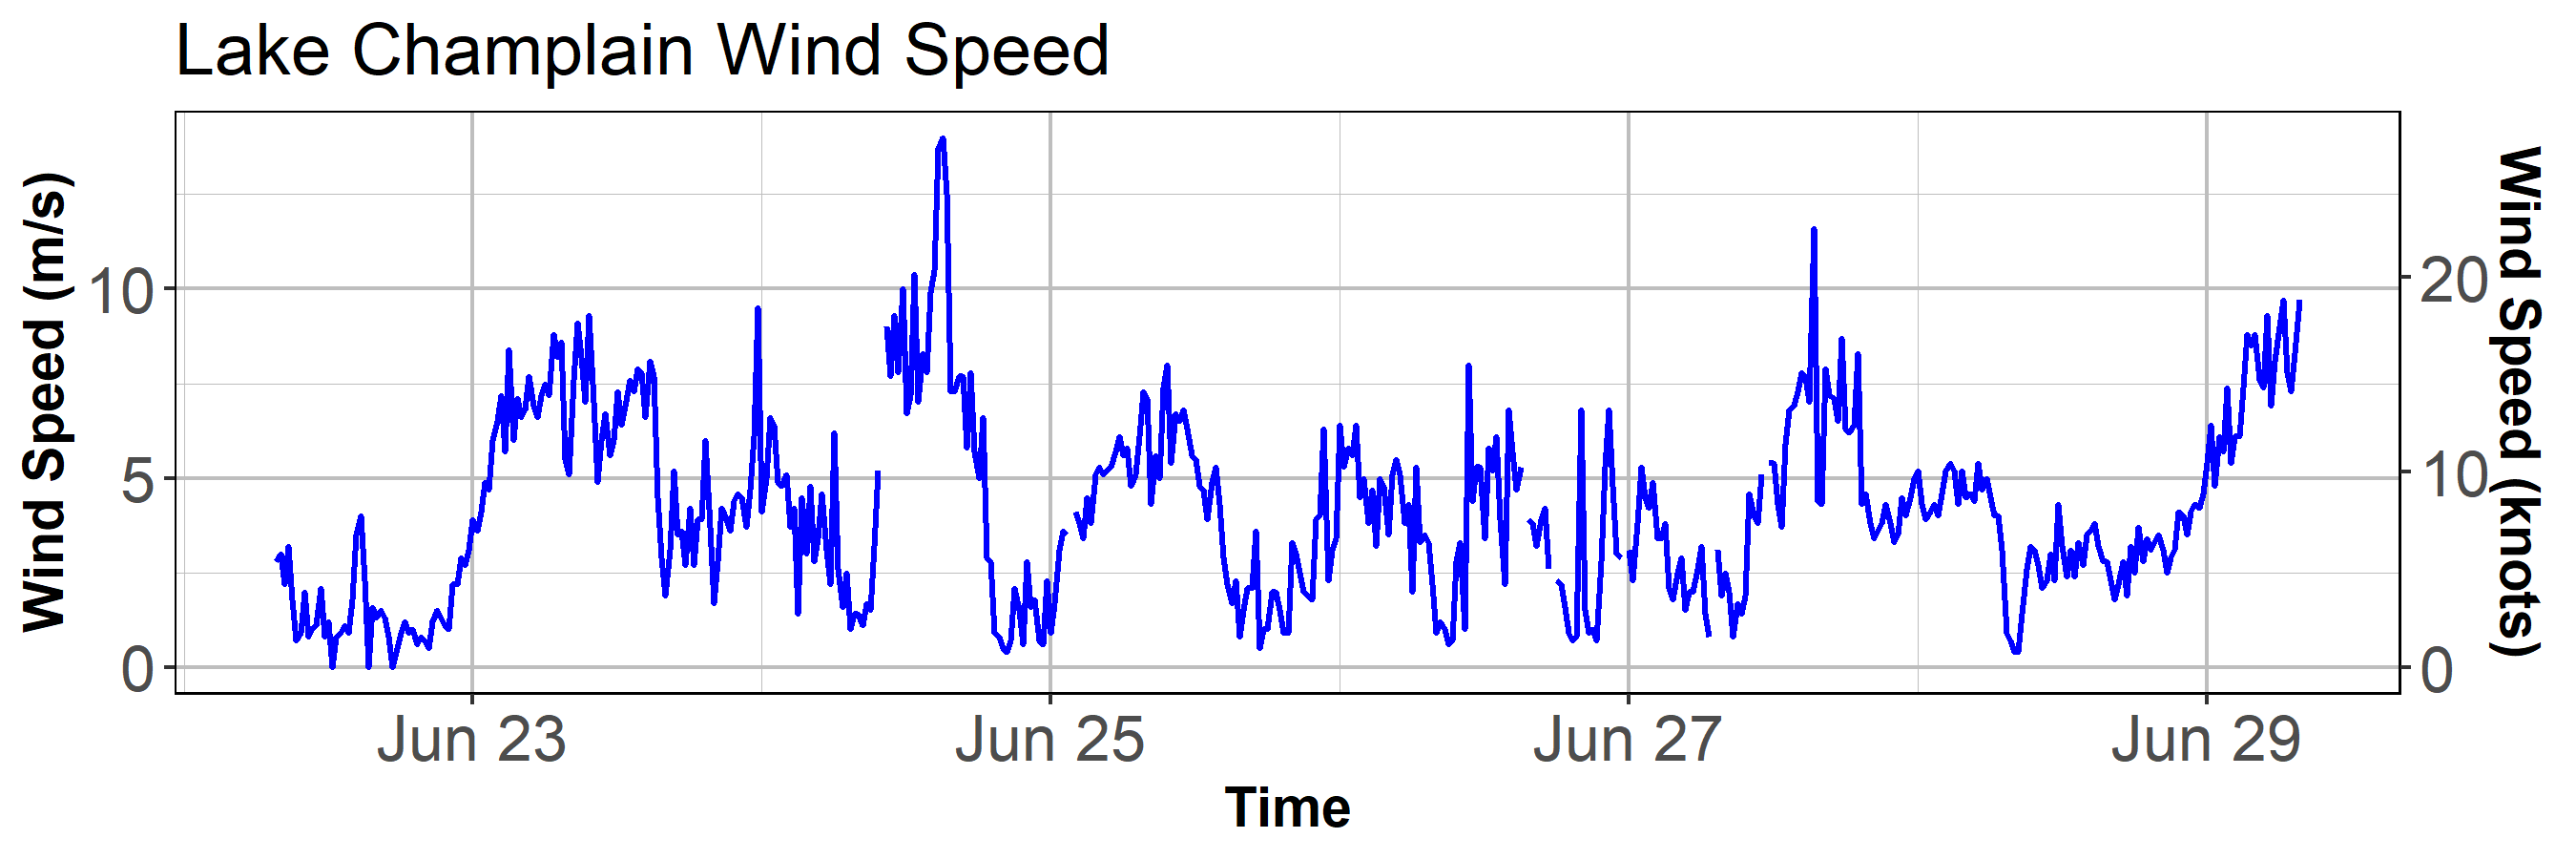 Lake Champlain Wind Speed
Wind Speed (m/s)
10
5
0
20
10
0
Wind Speed (knots)
Jun 23
Jun 25
Jun 27
Jun 29
Time